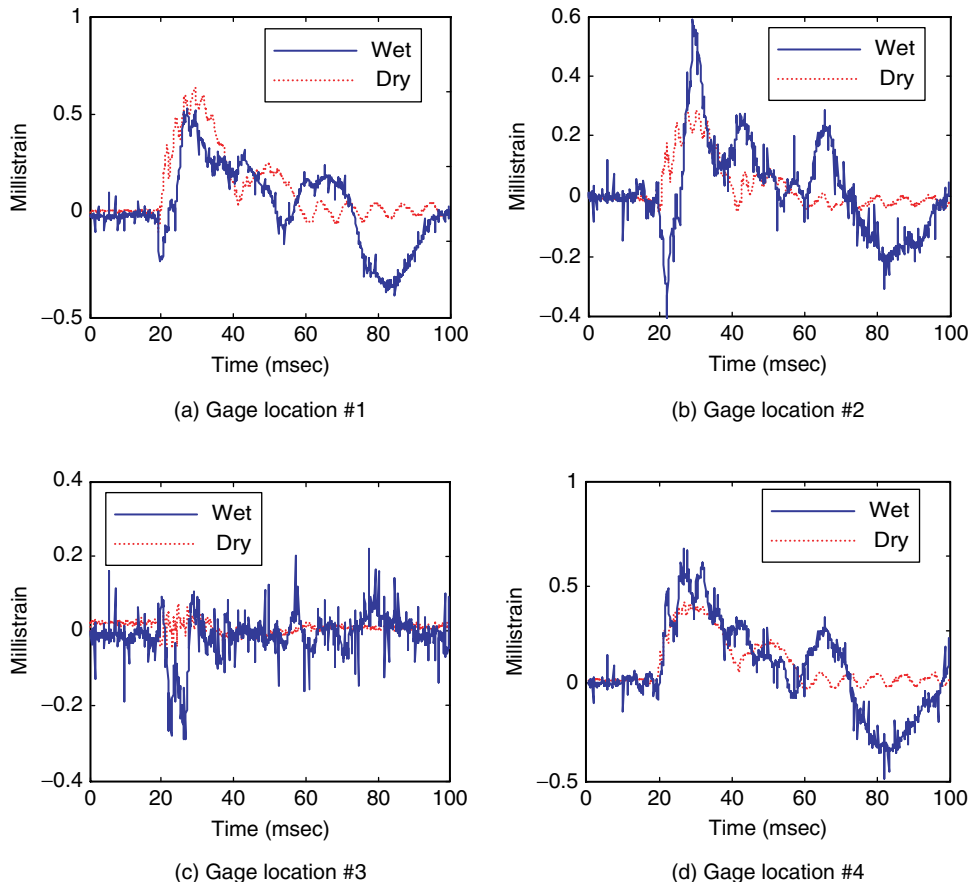 1
0.5
0
−0.5
Millistrain
Wet
Dry
0 20 40 60 80 100
Time (msec)
(a) Gage location #1
0.6
0.4
0.2
0
−0.2
−0.4
Millistrain
Wet
Dry
0 20 40 60 80 100
Time (msec)
(b) Gage location #2
0.4
0.2
0
−0.2
−0.4
Millistrain
Wet
Dry
0 20 40 60 80 100
Time (msec)
(c) Gage location #3
1
0.5
0
−0.5
Millistrain
Wet
Dry
0 20 40 60 80 100
Time (msec)
(d) Gage location #4